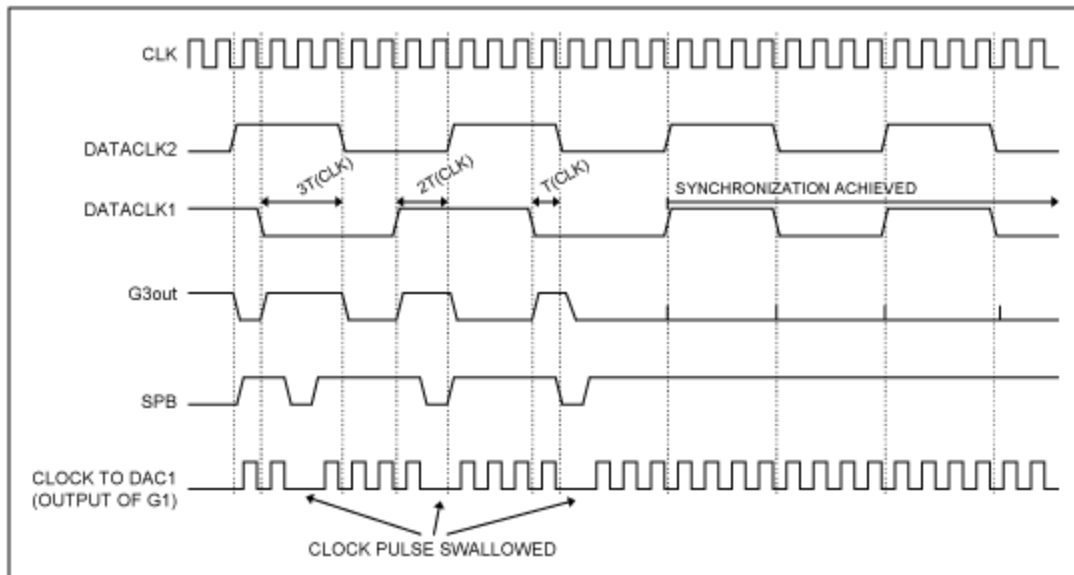 CLK
DATACLK2
3T(CLK)
2T(CLK)
T(CLK)
SYNCHRONIZATION ACHIEVED
DATACLK1
G3out
SPB
CLOCK TO DAC1
(OUTPUT OF G1)
CLOCK PULSE SWALLOWED